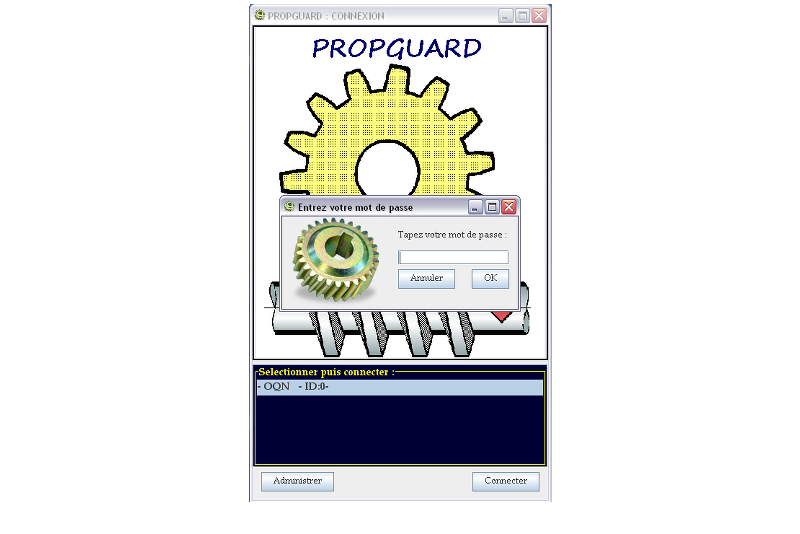 PROPGUARD : CONNEXION
PROPGUARD
Entrez votre mot de passe
Tapez votre mot de passe :
Annuler OK
Selectionner puis connecter :
- OQN - ID:0-
Administrer Connecter